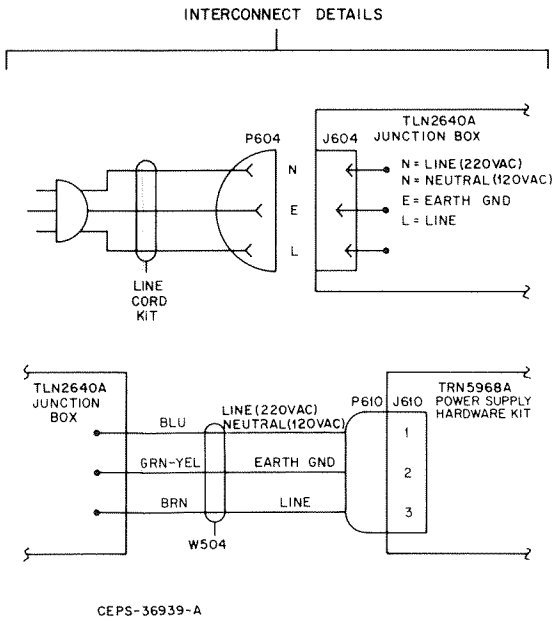 INTERCONNECT DETAILS
TLN2640A
JUNCTION BOX
P604
J604
N
E
L
N = LINE (220VAC)
N = NEUTRAL (120VAC)
E = EARTH GND
L = LINE
LINE
CORD
KIT
TLN2640A
JUNCTION
BOX
BLU
LINE (220VAC)
NEUTRAL (120VAC)
GRN-YEL
EARTH GND
BRN
LINE
W504
P610
J610
1
2
3
TRN5968A
POWER SUPPLY
HARDWARE KIT
CEPS-36939-A